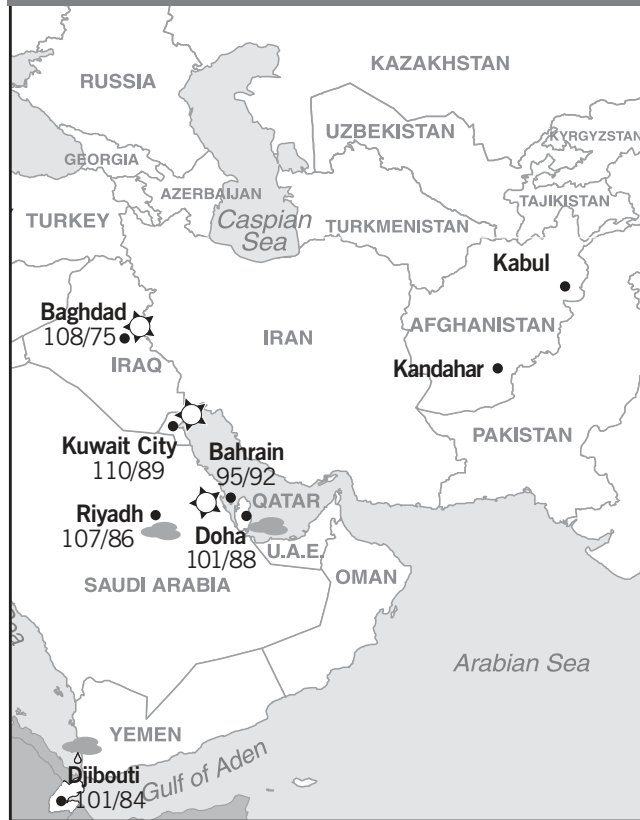 KAZAKHSTAN
RUSSIA
UZBEKISTAN
KYRGYZSTAN
GEORGIA
AZERBAIJAN
TAJIKISTAN
TURKEY
Caspian
Sea
TURKMENISTAN
Kabul
Baghdad
108/75
IRAN
AFGHANISTAN
IRAQ
Kandahar
PAKISTAN
Kuwait City
110/89
Bahrain
95/92
QATAR
Riyadh
107/86
Doha
101/88
U.A.E.
SAUDI ARABIA
OMAN
Arabian Sea
YEMEN
Gulf of Aden
Djibouti
101/84